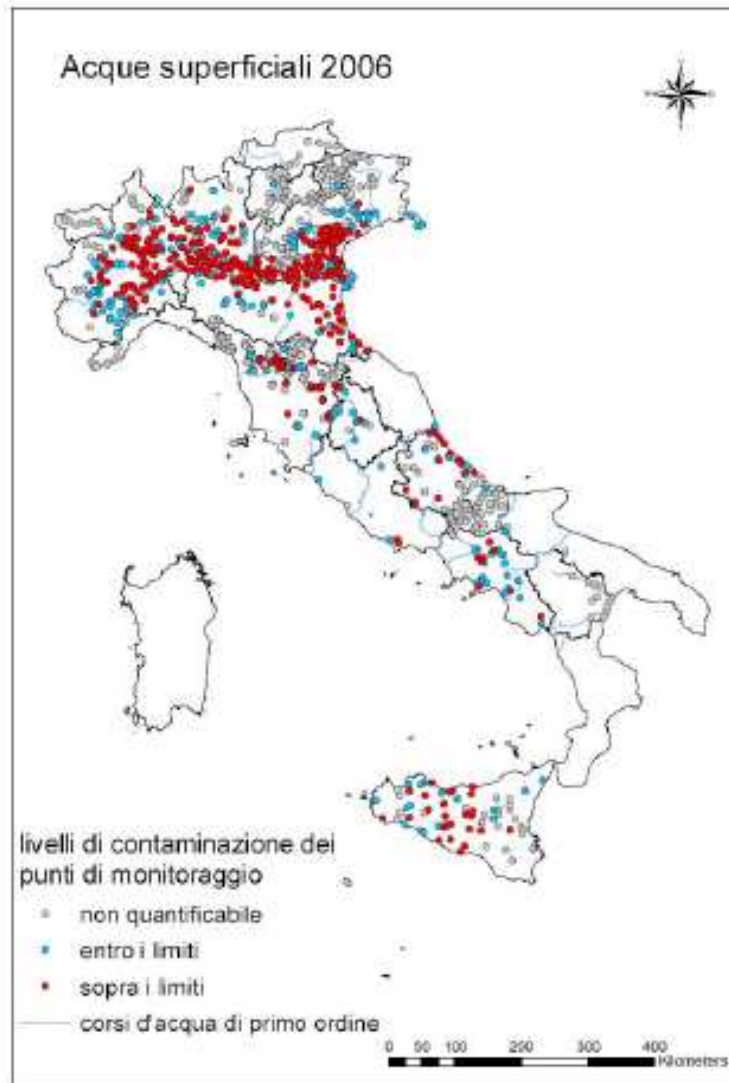 Acque superficiali 2006
livelli di contaminazione dei
punti di monitoraggio
non quantificabile
entro i limiti
sopra i limiti
corsi d'acqua di primo ordine
0 50 100 200 300 400
Kilometers